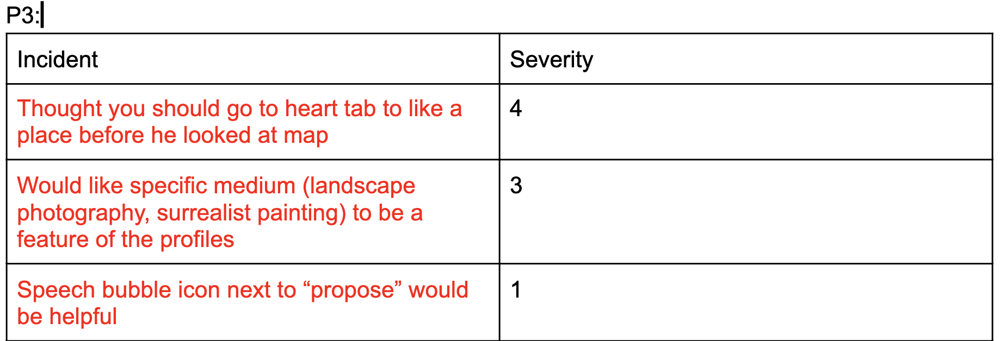 P3:
Incident
Severity
Thought you should go to heart tab to like a
place before he looked at map
4
Would like specific medium (landscape
photography, surrealist painting) to be a
feature of the profiles
3
Speech bubble icon next to “propose” would
be helpful
1